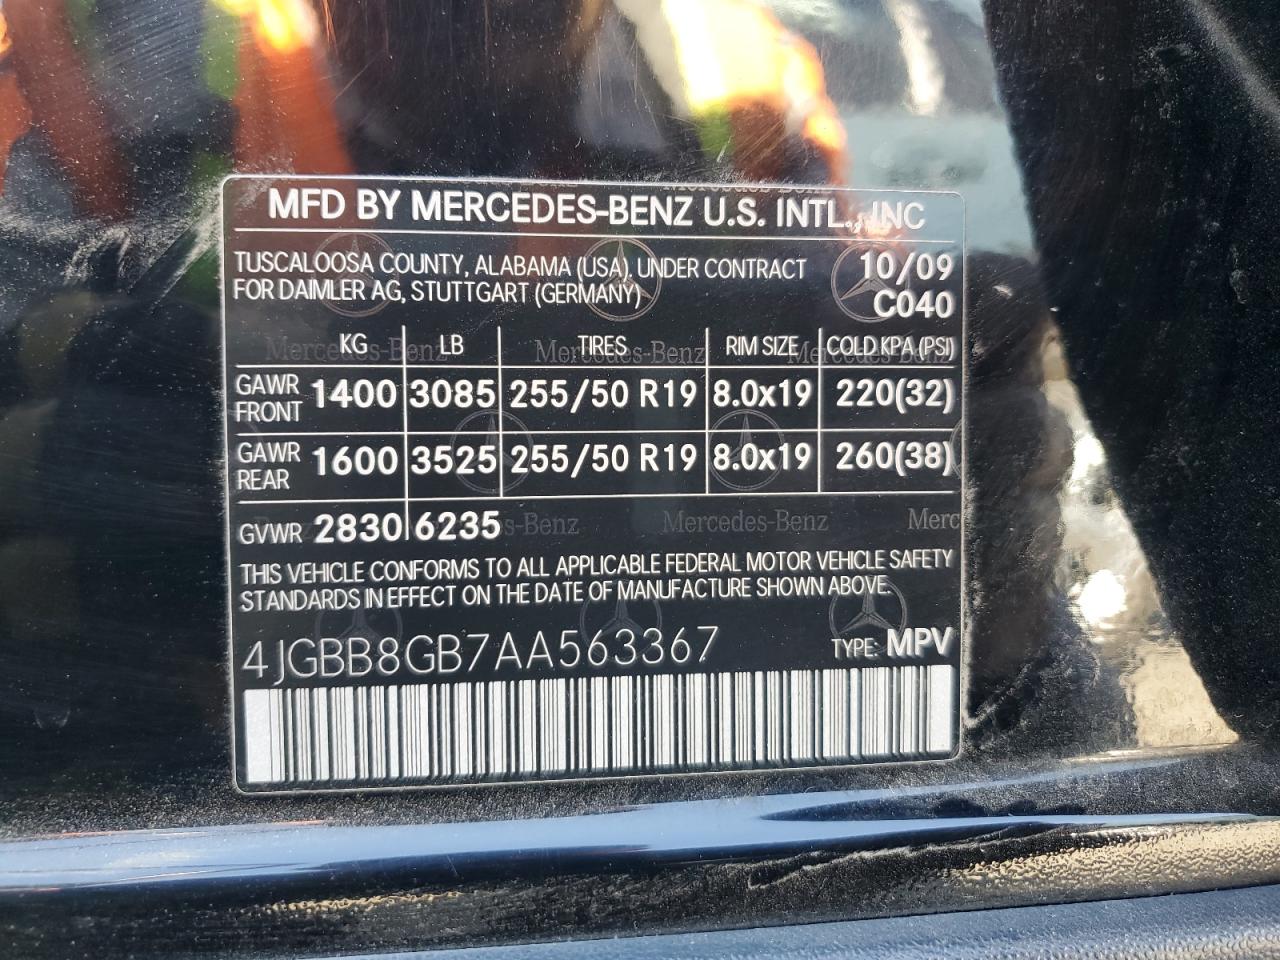 MFD BY MERCEDES-BENZ U.S. INTL., INC
TUSCALOOSA COUNTY, ALABAMA (USA), UNDER CONTRACT
FOR DAIMLER AG, STUTTGART (GERMANY)
10/09
C040
KG LB TIRES RIM SIZE COLD KPA (PSI)
GAWR FRONT 1400 3085 255/50 R19 8.0x19 220(32)
GAWR REAR 1600 3525 255/50 R19 8.0x19 260(38)
GVWR 2830 6235
THIS VEHICLE CONFORMS TO ALL APPLICABLE FEDERAL MOTOR VEHICLE SAFETY
STANDARDS IN EFFECT ON THE DATE OF MANUFACTURE SHOWN ABOVE.
4JGBB8GB7AA563367 TYPE: MPV